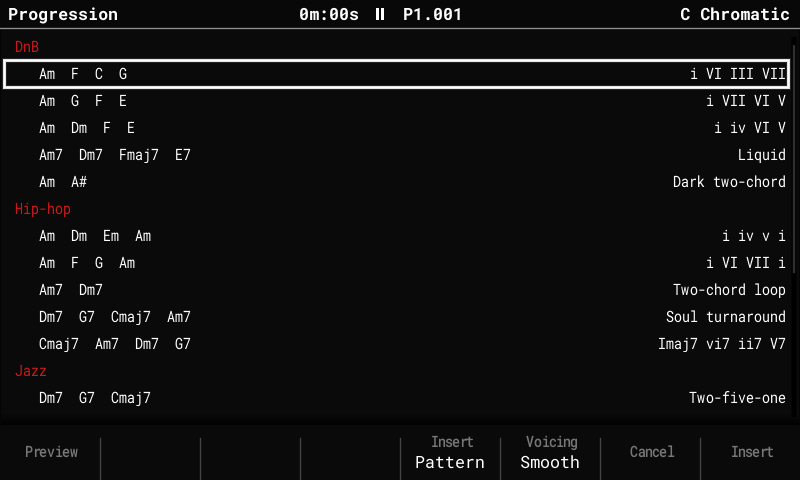 Progression 0m:00s ⏸ P1.001 C Chromatic
DnB
Am F C G i VI III VII
Am G F E i VII VI V
Am Dm F E i iv VI V
Am7 Dm7 Fmaj7 E7 Liquid
Am A# Dark two-chord
Hip-hop
Am Dm Em Am i iv v i
Am F G Am i VI VII i
Am7 Dm7 Two-chord loop
Dm7 G7 Cmaj7 Am7 Soul turnaround
Cmaj7 Am7 Dm7 G7 Imaj7 vi7 ii7 V7
Jazz
Dm7 G7 Cmaj7 Two-five-one
Preview Insert Pattern Voicing Smooth Cancel Insert